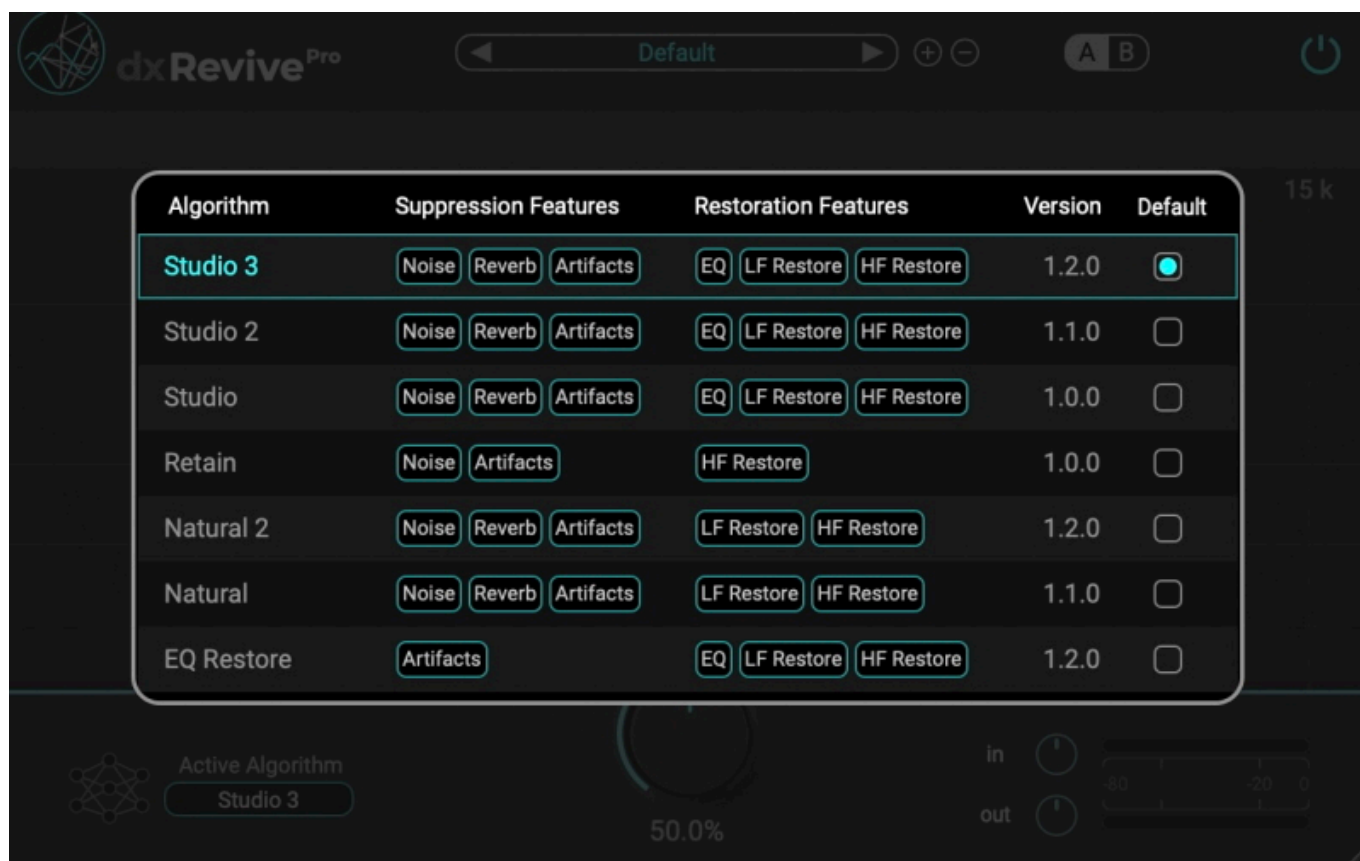 dxRevive Pro
Default
A B
15 k
Algorithm Suppression Features Restoration Features Version Default
Studio 3 Noise Reverb Artifacts EQ LF Restore HF Restore 1.2.0
Studio 2 Noise Reverb Artifacts EQ LF Restore HF Restore 1.1.0
Studio Noise Reverb Artifacts EQ LF Restore HF Restore 1.0.0
Retain Noise Artifacts HF Restore 1.0.0
Natural 2 Noise Reverb Artifacts LF Restore HF Restore 1.2.0
Natural Noise Reverb Artifacts LF Restore HF Restore 1.1.0
EQ Restore Artifacts EQ LF Restore HF Restore 1.2.0
Active Algorithm
Studio 3
50.0%
in
-80 -20 0
out